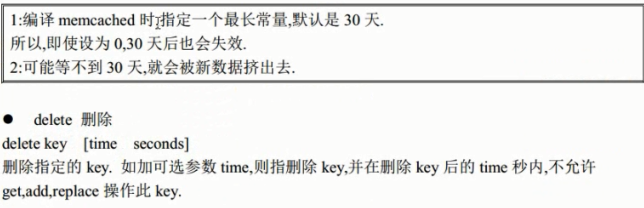 1:编译 memcached 时,指定一个最长常量,默认是 30 天.
所以,即使设为 0,30 天后也会失效.
2:可能等不到 30 天,就会被新数据挤出去.
● delete 删除
delete key [time seconds]
删除指定的 key. 如加可选参数 time,则指删除 key,并在删除 key 后的 time 秒内,不允许
get,add,replace 操作此 key.